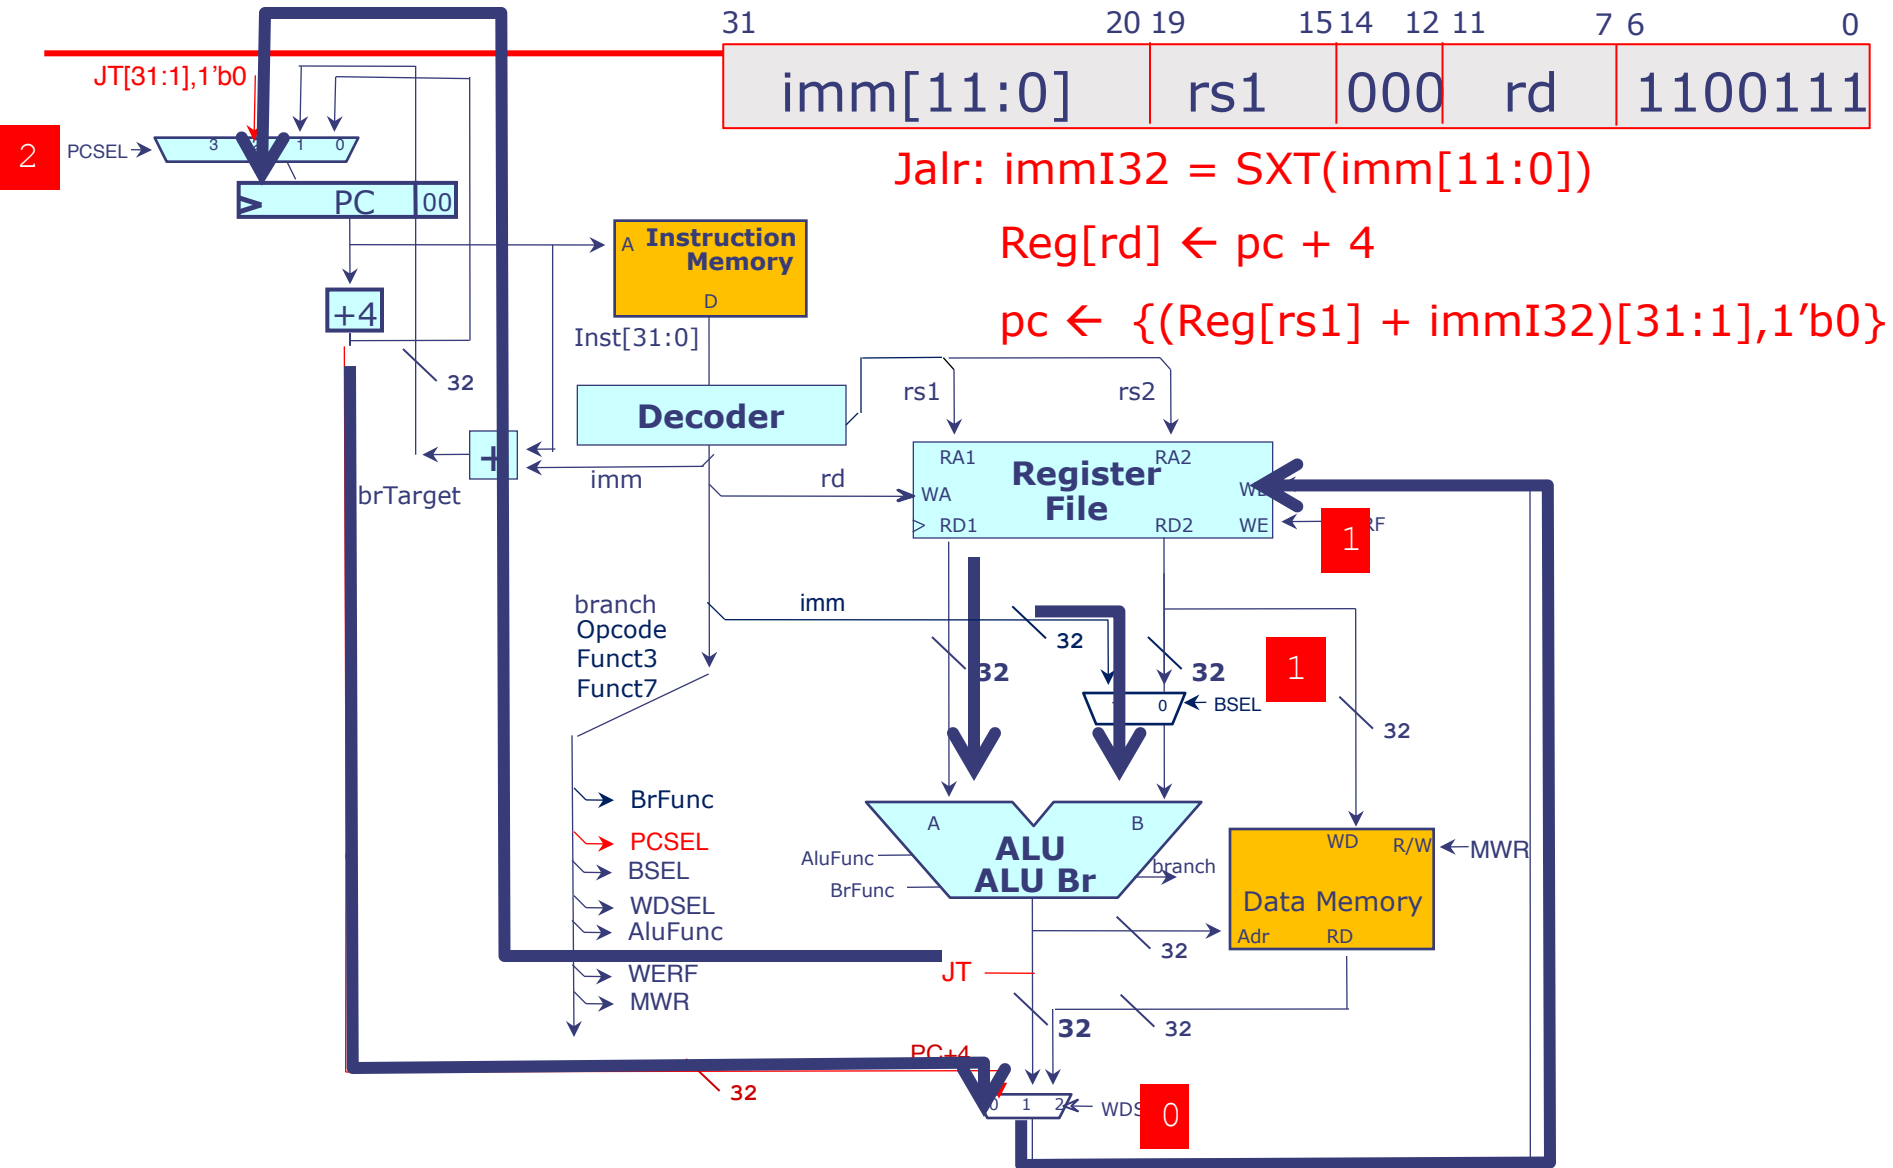 31 20 19 15 14 12 11 7 6 0
imm[11:0] rs1 000 rd 1100111
JT[31:1],1'b0
2 PCSEL 3 1 0
Jalr: immI32 = SXT(imm[11:0])
PC 00
Reg[rd] ← pc + 4
A Instruction
Memory
D
+4
pc ← {(Reg[rs1] + immI32)[31:1],1'b0}
Inst[31:0]
32
Decoder
rs1 rs2
+
imm
rd
brTarget
RA1 RA2
Register
File
WA
RD1 RD2 WE
1
imm
32
branch
Opcode
Funct3
Funct7
32
32
1
0 BSEL
32
BrFunc
PCSEL
BSEL
WDSEL
AluFunc
WERF
MWR
A B
ALU
ALU Br
AluFunc
BrFunc
branch
WD R/W MWR
Data Memory
Adr RD
32
JT
32
32
PC+4
32
0 1 2
0